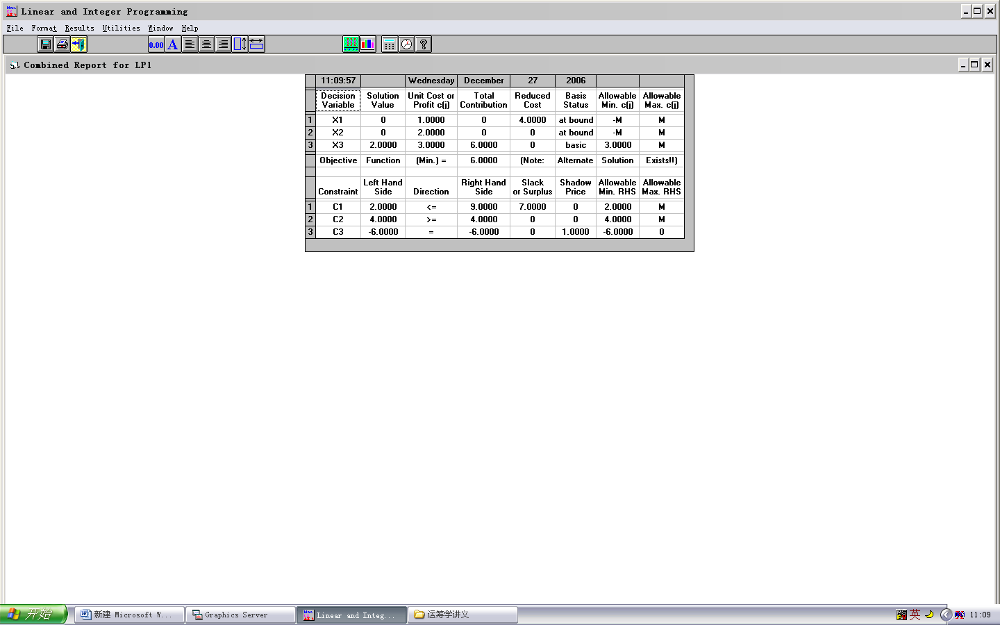 Linear and Integer Programming
File Format Results Utilities Window Help
0.00 A
Combined Report for LP1
11:09:57 Wednesday December 27 2006
Decision Variable Solution Value Unit Cost or Profit c(j) Total Contribution Reduced Cost Basis Status Allowable Min. c(j) Allowable Max. c(j)
1 X1 0 1.0000 0 4.0000 at bound -M M
2 X2 0 2.0000 0 0 at bound -M M
3 X3 2.0000 3.0000 6.0000 0 basic 3.0000 M
Objective Function (Min.) = 6.0000 (Note: Alternate Solution Exists!!)
Constraint Left Hand Side Direction Right Hand Side Slack or Surplus Shadow Price Allowable Min. RHS Allowable Max. RHS
1 C1 2.0000 <= 9.0000 7.0000 0 2.0000 M
2 C2 4.0000 >= 4.0000 0 0 4.0000 M
3 C3 -6.0000 = -6.0000 0 1.0000 -6.0000 0
开始 新建 Microsoft W... Graphics Server Linear and Integ... 运筹学讲义 英 11:09